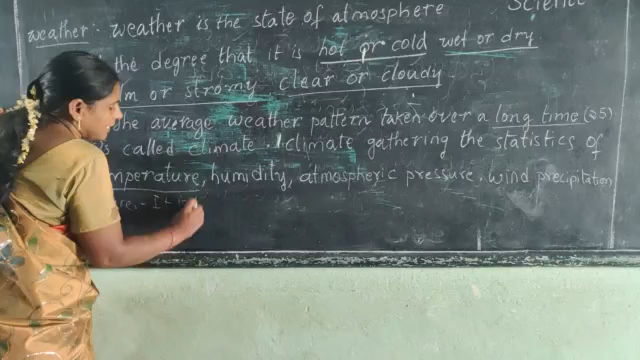 Science
weather:- weather is the state of atmosphere
the degree that it is hot or cold wet or dry.
m or stromy clear or cloudy.
he average weather pattern taken over a long time (25)
s called climate. climate gathering the statistics of
mperature, humidity, atmospheric pressure. wind precipitation